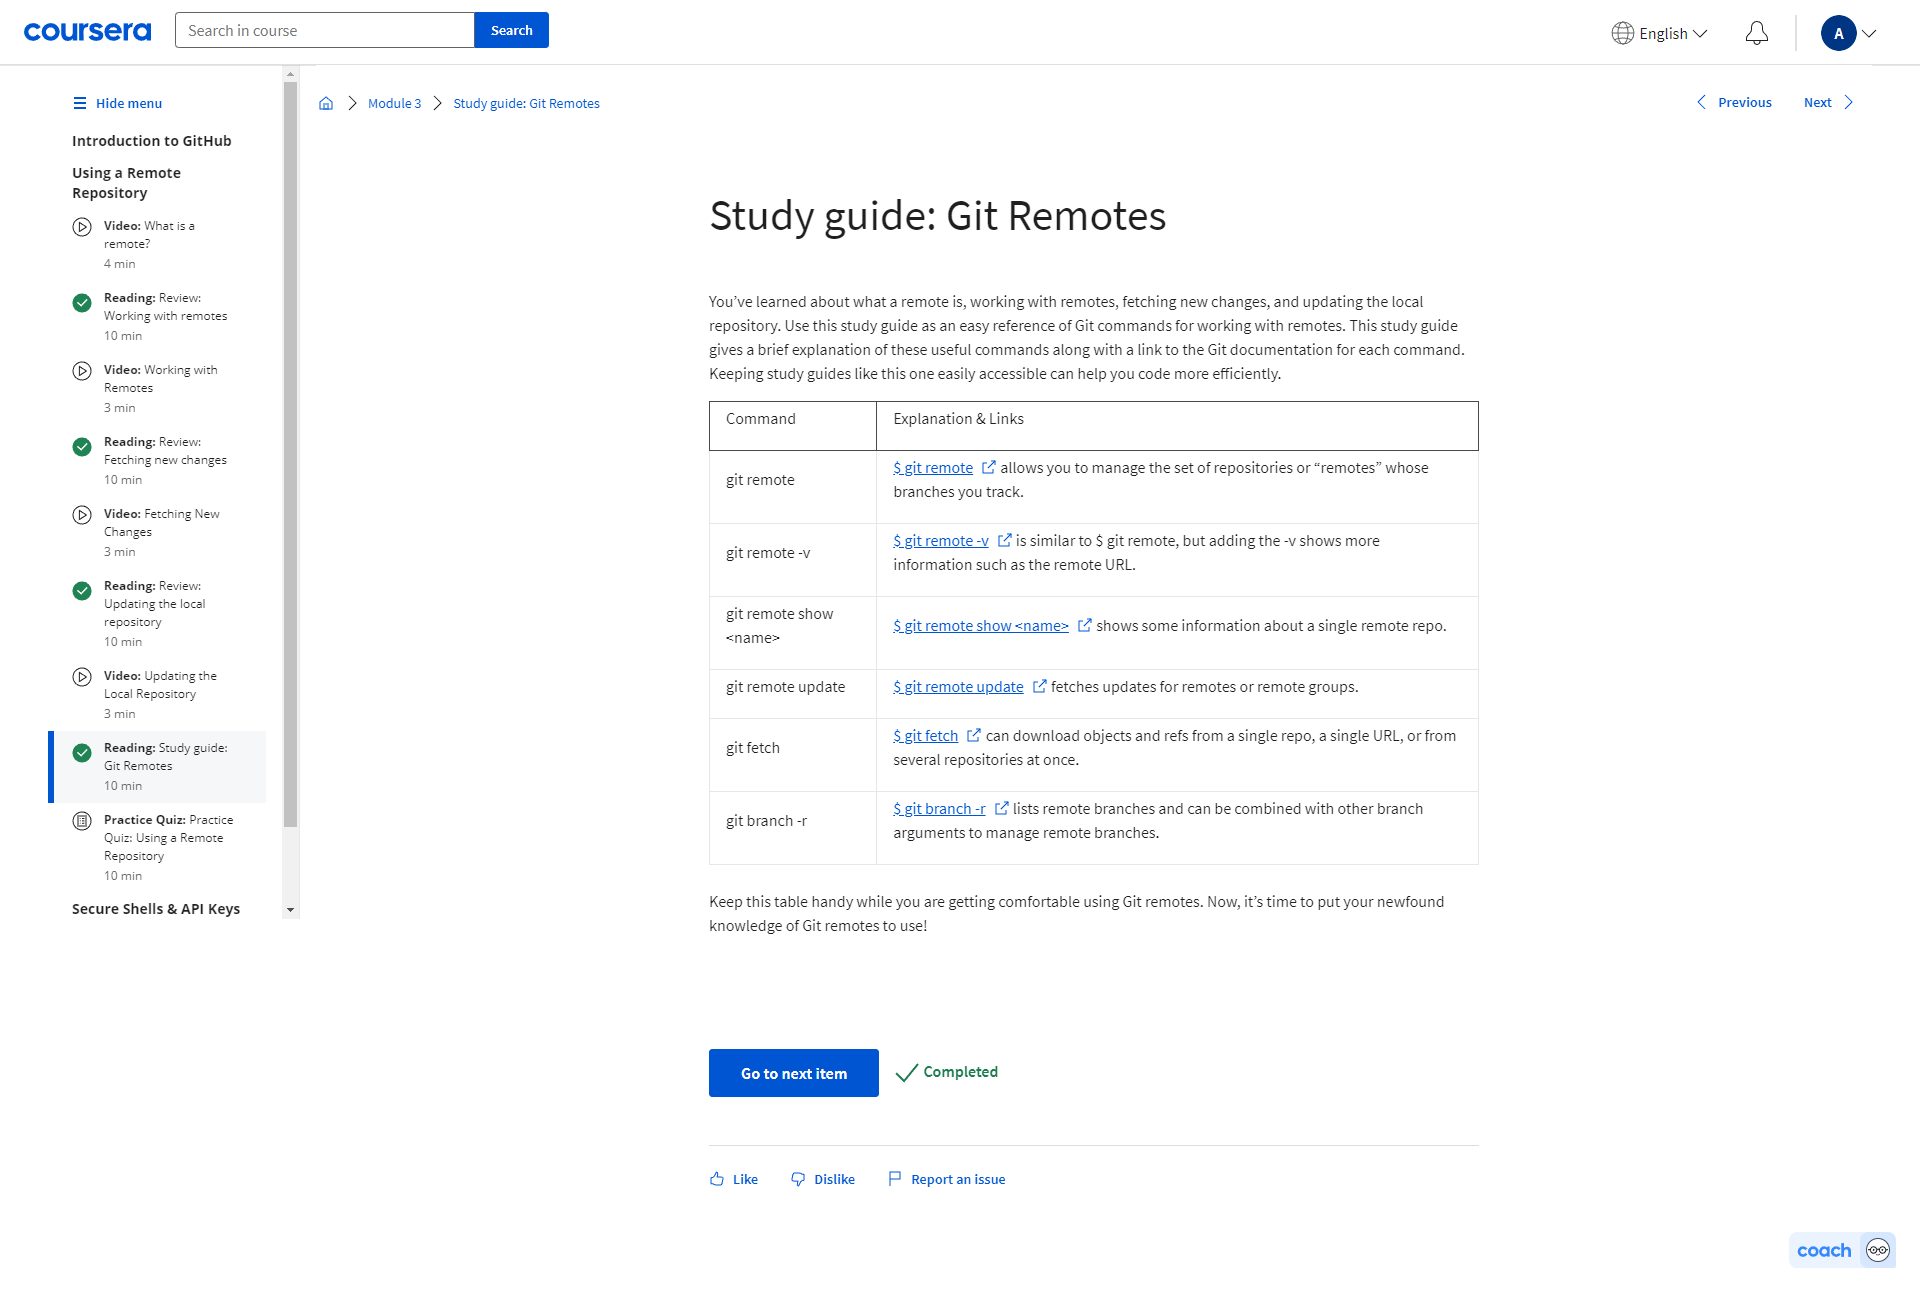 coursera
Search in course
Search
English
A
Hide menu
Introduction to GitHub
Using a Remote
Repository
Video: What is a
remote?
4 min
Reading: Review:
Working with remotes
10 min
Video: Working with
Remotes
3 min
Reading: Review:
Fetching new changes
10 min
Video: Fetching New
Changes
3 min
Reading: Review:
Updating the local
repository
10 min
Video: Updating the
Local Repository
3 min
Reading: Study guide:
Git Remotes
10 min
Practice Quiz: Practice
Quiz: Using a Remote
Repository
10 min
Secure Shells & API Keys
Module 3
Study guide: Git Remotes
Previous
Next
Study guide: Git Remotes
You’ve learned about what a remote is, working with remotes, fetching new changes, and updating the local
repository. Use this study guide as an easy reference of Git commands for working with remotes. This study guide
gives a brief explanation of these useful commands along with a link to the Git documentation for each command.
Keeping study guides like this one easily accessible can help you code more efficiently.
Command
Explanation & Links
git remote
$ git remote allows you to manage the set of repositories or “remotes” whose
branches you track.
git remote -v
$ git remote -v is similar to $ git remote, but adding the -v shows more
information such as the remote URL.
git remote show
<name>
$ git remote show <name> shows some information about a single remote repo.
git remote update
$ git remote update fetches updates for remotes or remote groups.
git fetch
$ git fetch can download objects and refs from a single repo, a single URL, or from
several repositories at once.
git branch -r
$ git branch -r lists remote branches and can be combined with other branch
arguments to manage remote branches.
Keep this table handy while you are getting comfortable using Git remotes. Now, it’s time to put your newfound
knowledge of Git remotes to use!
Go to next item
Completed
Like
Dislike
Report an issue
coach